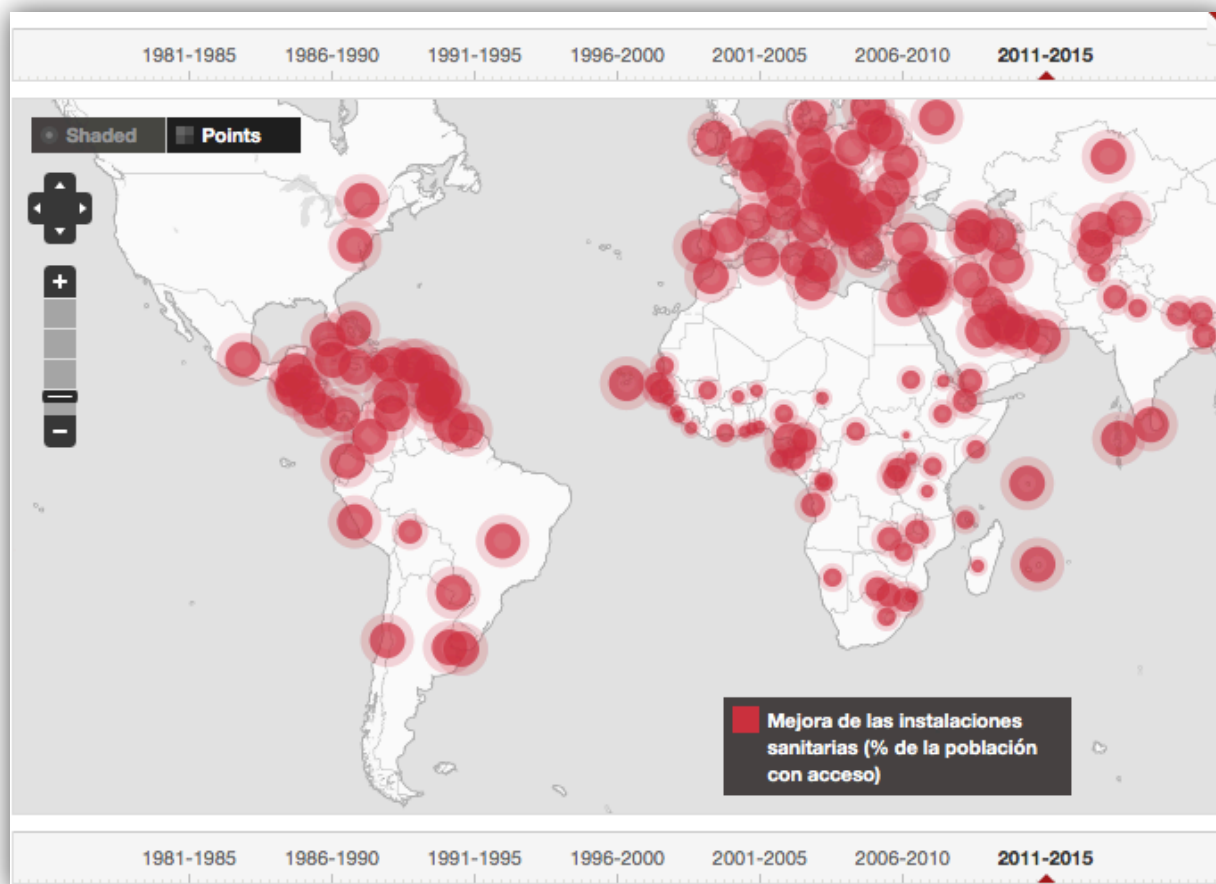 1981-1985 1986-1990 1991-1995 1996-2000 2001-2005 2006-2010 2011-2015
Shaded Points
+
−
Mejora de las instalaciones
sanitarias (% de la población
con acceso)
1981-1985 1986-1990 1991-1995 1996-2000 2001-2005 2006-2010 2011-2015